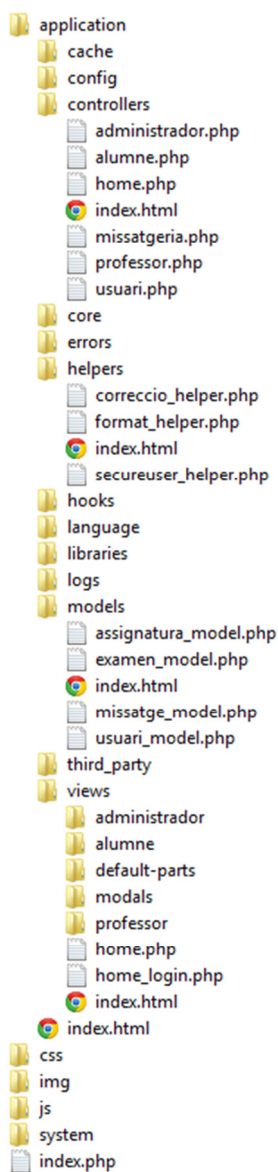 application
cache
config
controllers
administrador.php
alumne.php
home.php
index.html
missatgeria.php
professor.php
usuari.php
core
errors
helpers
correccio_helper.php
format_helper.php
index.html
secureuser_helper.php
hooks
language
libraries
logs
models
assignatura_model.php
examen_model.php
index.html
missatge_model.php
usuari_model.php
third_party
views
administrador
alumne
default-parts
modals
professor
home.php
home_login.php
index.html
index.html
css
img
js
system
index.php